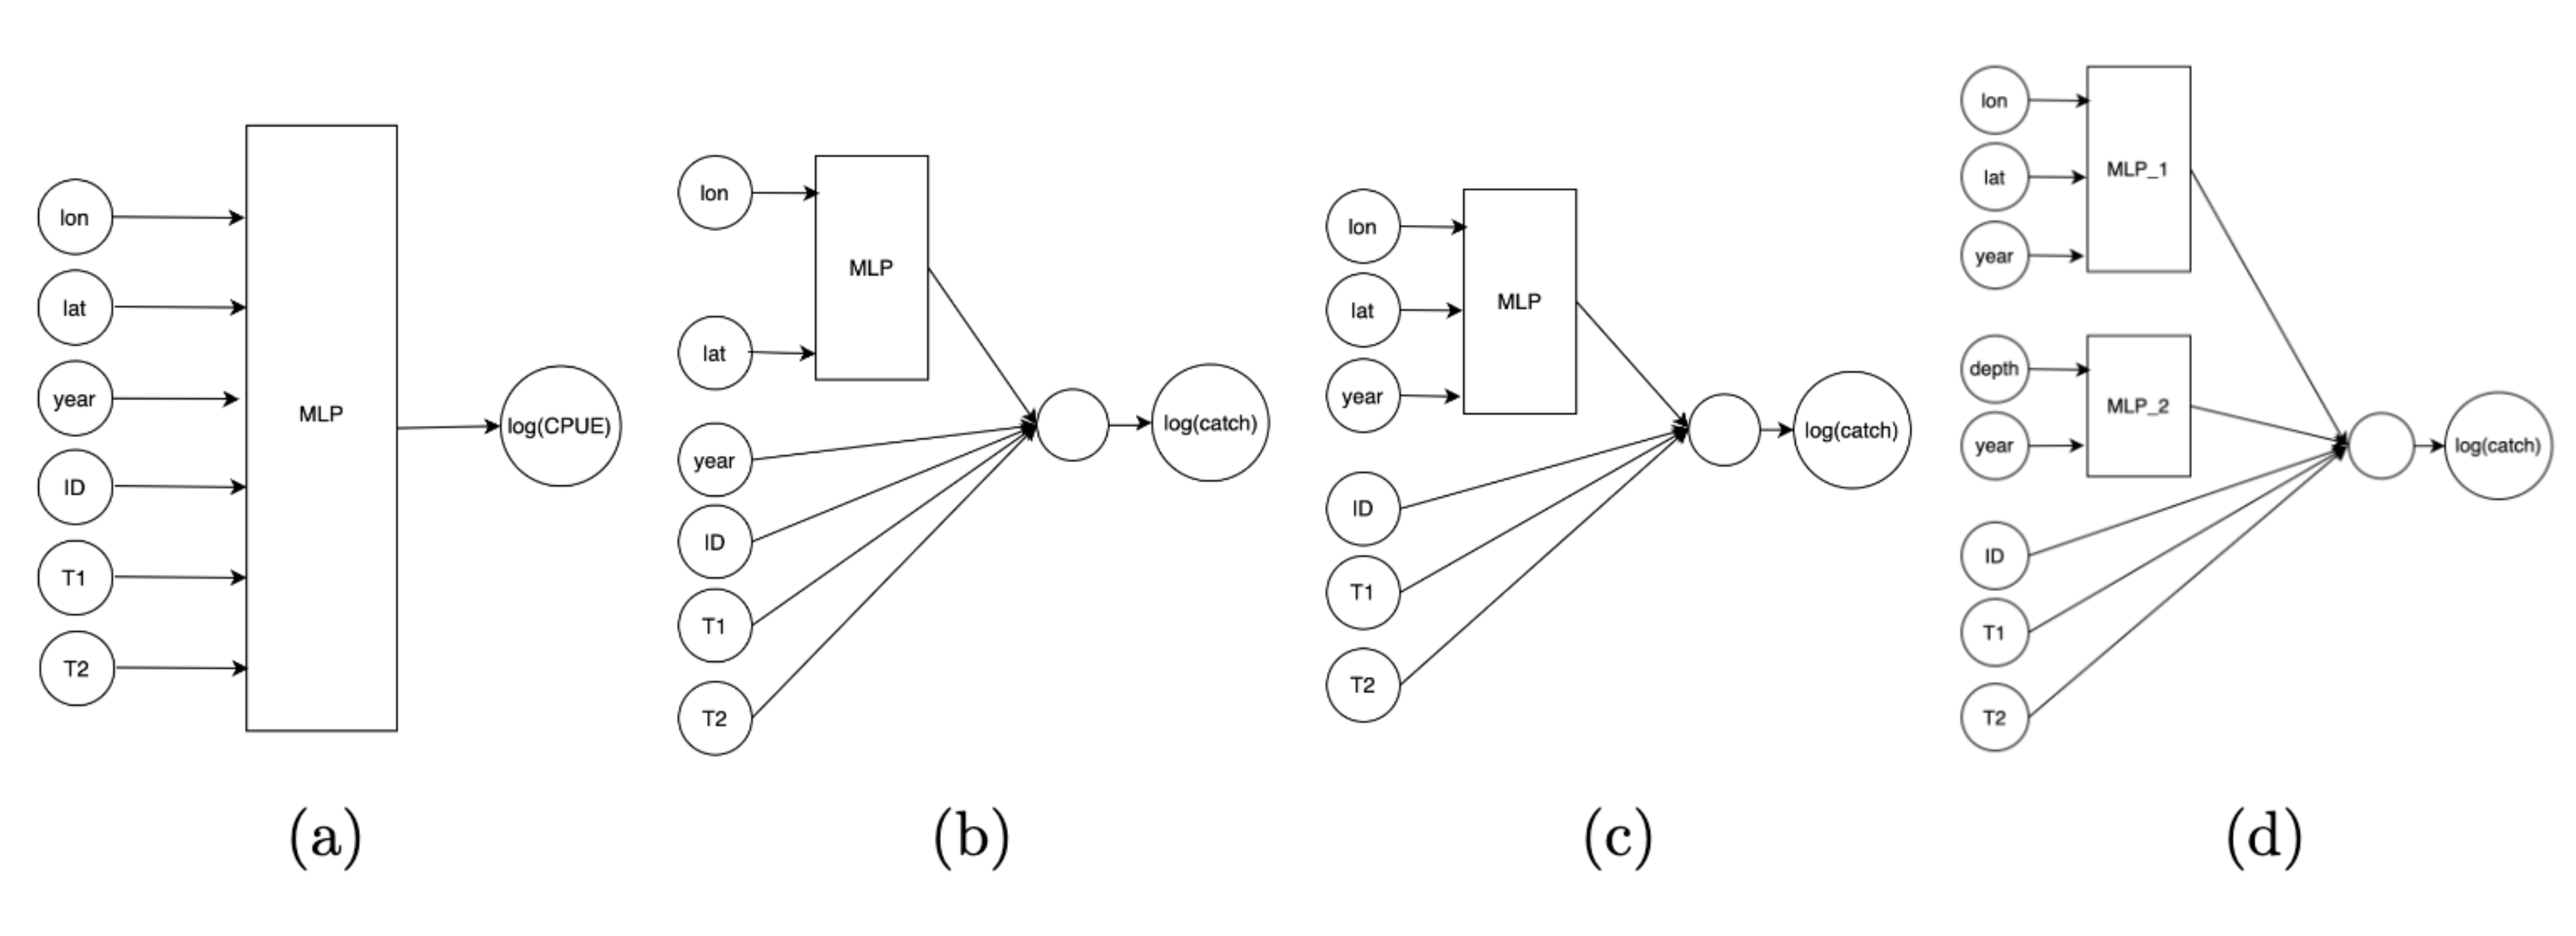 lon
lat
year
ID
T1
T2
MLP
log(CPUE)
(a)
lon
lat
year
ID
T1
T2
MLP
log(catch)
(b)
lon
lat
year
ID
T1
T2
MLP
log(catch)
(c)
lon
lat
year
MLP_1
depth
year
MLP_2
ID
T1
T2
log(catch)
(d)